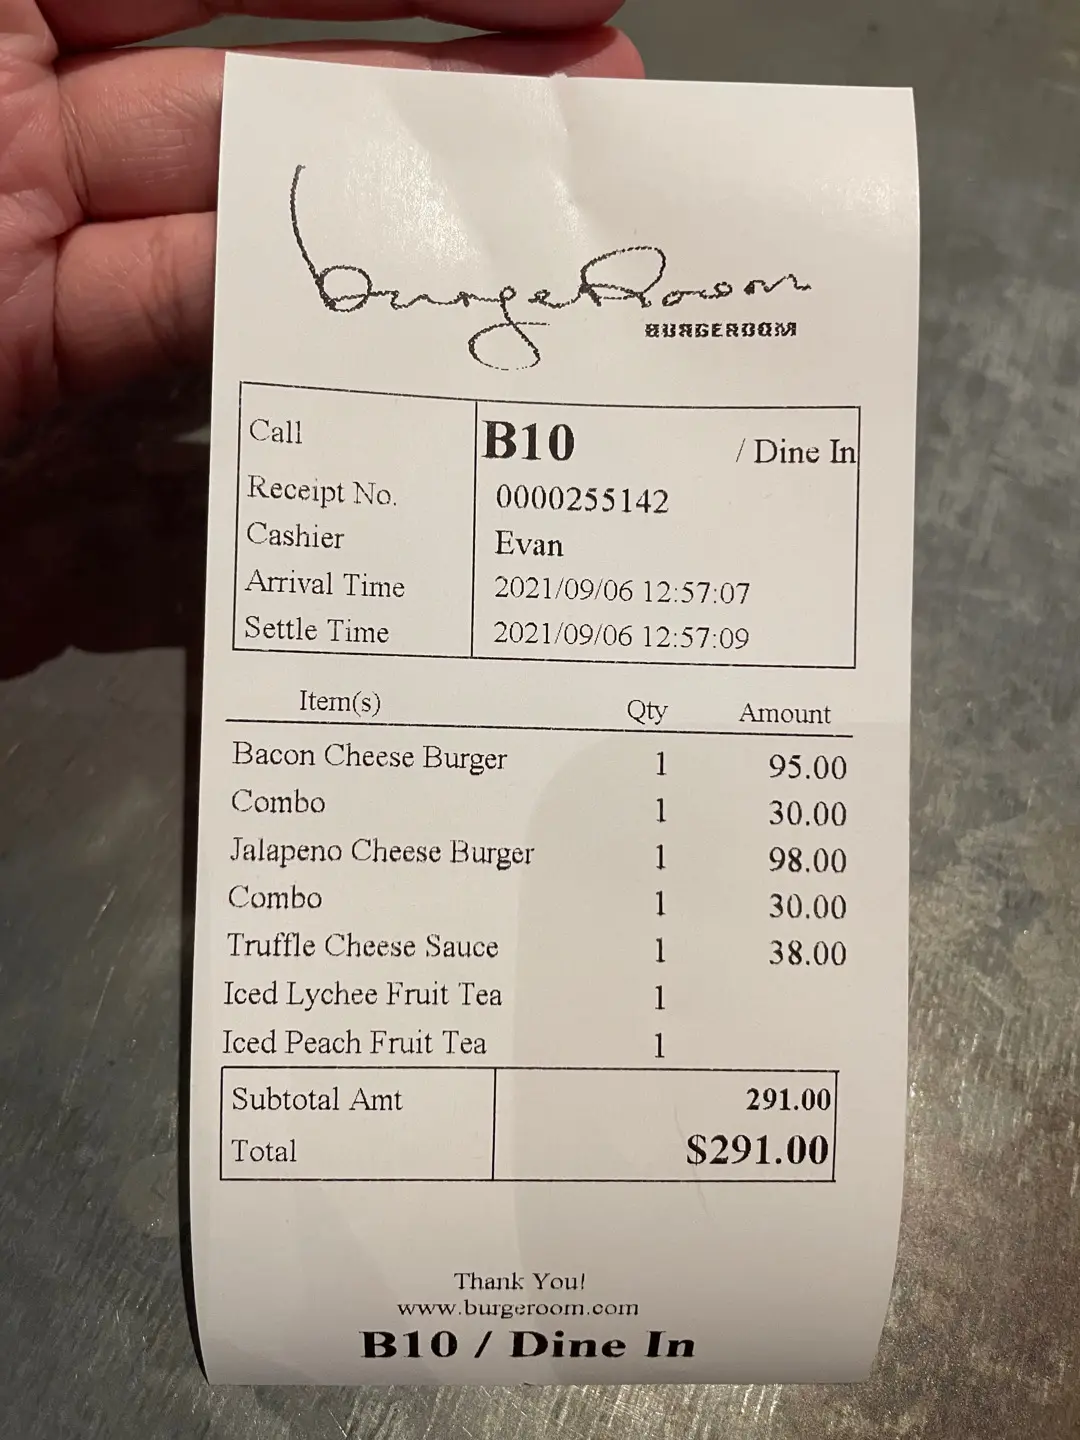 burgeRoom
BURGEROOM
Call B10 / Dine In
Receipt No. 0000255142
Cashier Evan
Arrival Time 2021/09/06 12:57:07
Settle Time 2021/09/06 12:57:09
Item(s) Qty Amount
Bacon Cheese Burger 1 95.00
Combo 1 30.00
Jalapeno Cheese Burger 1 98.00
Combo 1 30.00
Truffle Cheese Sauce 1 38.00
Iced Lychee Fruit Tea 1
Iced Peach Fruit Tea 1
Subtotal Amt 291.00
Total $291.00
Thank You!
www.burgeroom.com
B10 / Dine In